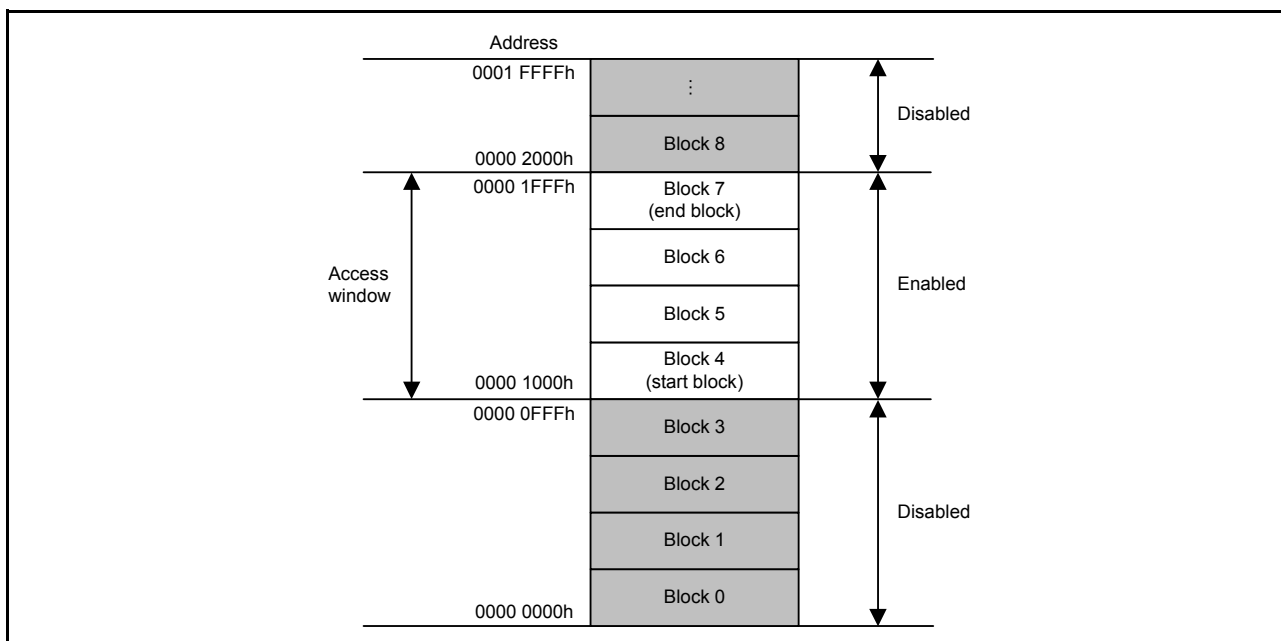 Address
0001 FFFFh
⋮
Disabled
Block 8
0000 2000h
0000 1FFFh
Block 7
(end block)
Block 6
Access
window
Enabled
Block 5
Block 4
(start block)
0000 1000h
0000 0FFFh
Block 3
Block 2
Disabled
Block 1
Block 0
0000 0000h